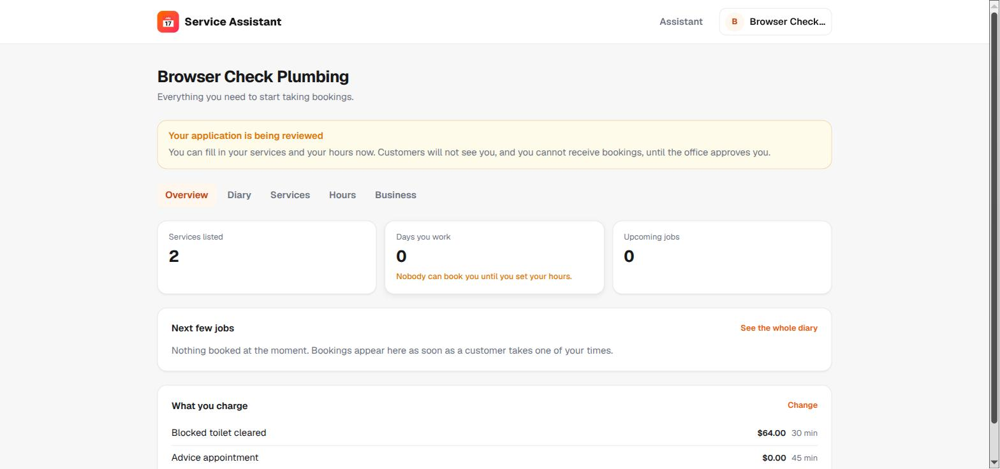 Service Assistant
Assistant
B
Browser Check...
Browser Check Plumbing
Everything you need to start taking bookings.
Your application is being reviewed
You can fill in your services and your hours now. Customers will not see you, and you cannot receive bookings, until the office approves you.
Overview
Diary
Services
Hours
Business
Services listed
2
Days you work
0
Nobody can book you until you set your hours.
Upcoming jobs
0
Next few jobs
See the whole diary
Nothing booked at the moment. Bookings appear here as soon as a customer takes one of your times.
What you charge
Change
Blocked toilet cleared
$64.00 30 min
Advice appointment
$0.00 45 min